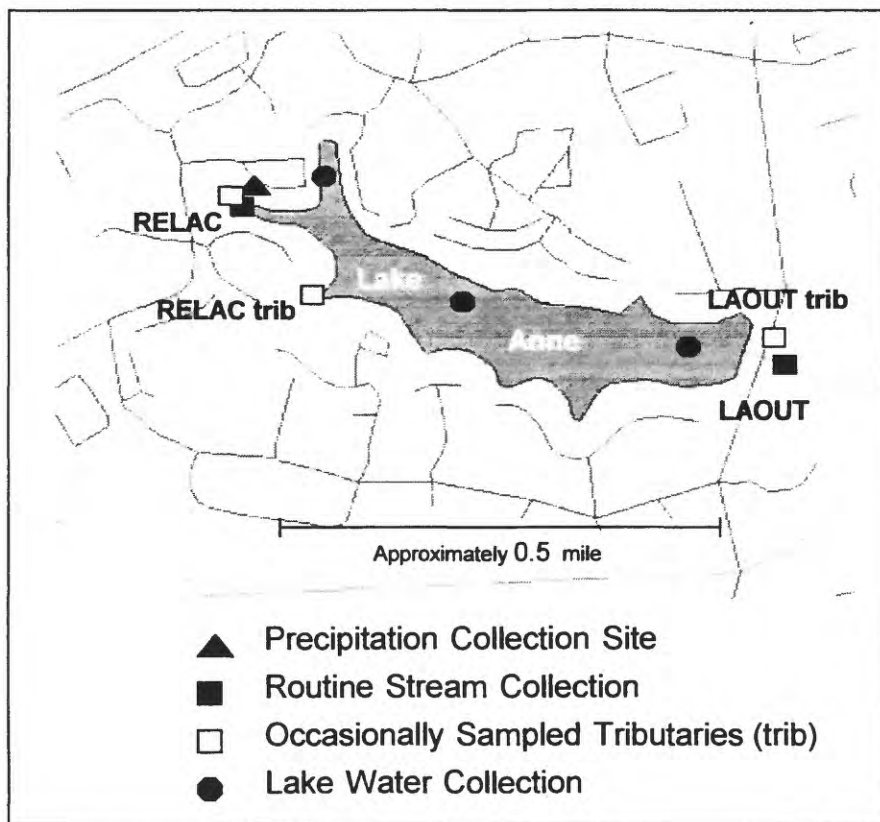 RELAC
Lake
RELAC trib
LAOUT trib
Anne
LAOUT
Approximately 0.5 mile
Precipitation Collection Site
Routine Stream Collection
Occasionally Sampled Tributaries (trib)
Lake Water Collection